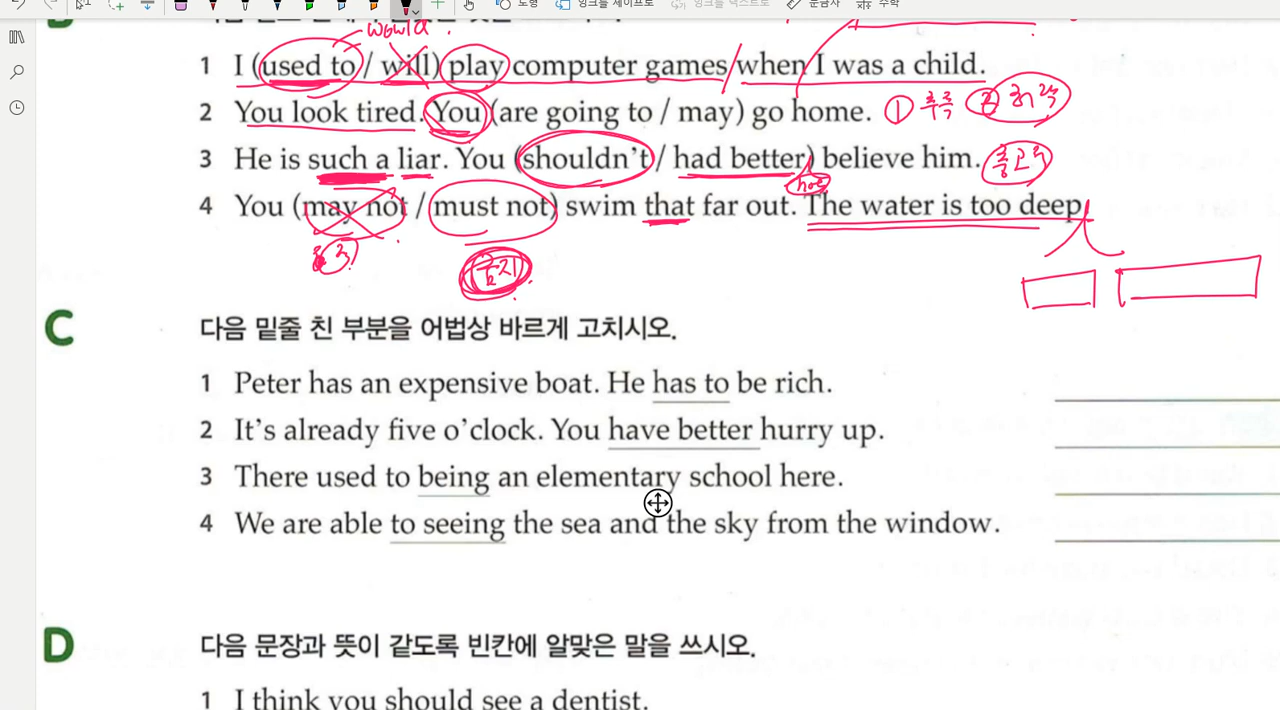 would
1 I (used to / will) play computer games / when I was a child.
2 You look tired. You (are going to / may) go home. ① 추측 ② 허락
3 He is such a liar. You (shouldn't / had better) believe him. 충고
not
4 You (may not / must not) swim that far out. The water is too deep.
금지
C 다음 밑줄 친 부분을 어법상 바르게 고치시오.
1 Peter has an expensive boat. He has to be rich.
2 It's already five o'clock. You have better hurry up.
3 There used to being an elementary school here.
4 We are able to seeing the sea and the sky from the window.
D 다음 문장과 뜻이 같도록 빈칸에 알맞은 말을 쓰시오.
1 I think you should see a dentist.